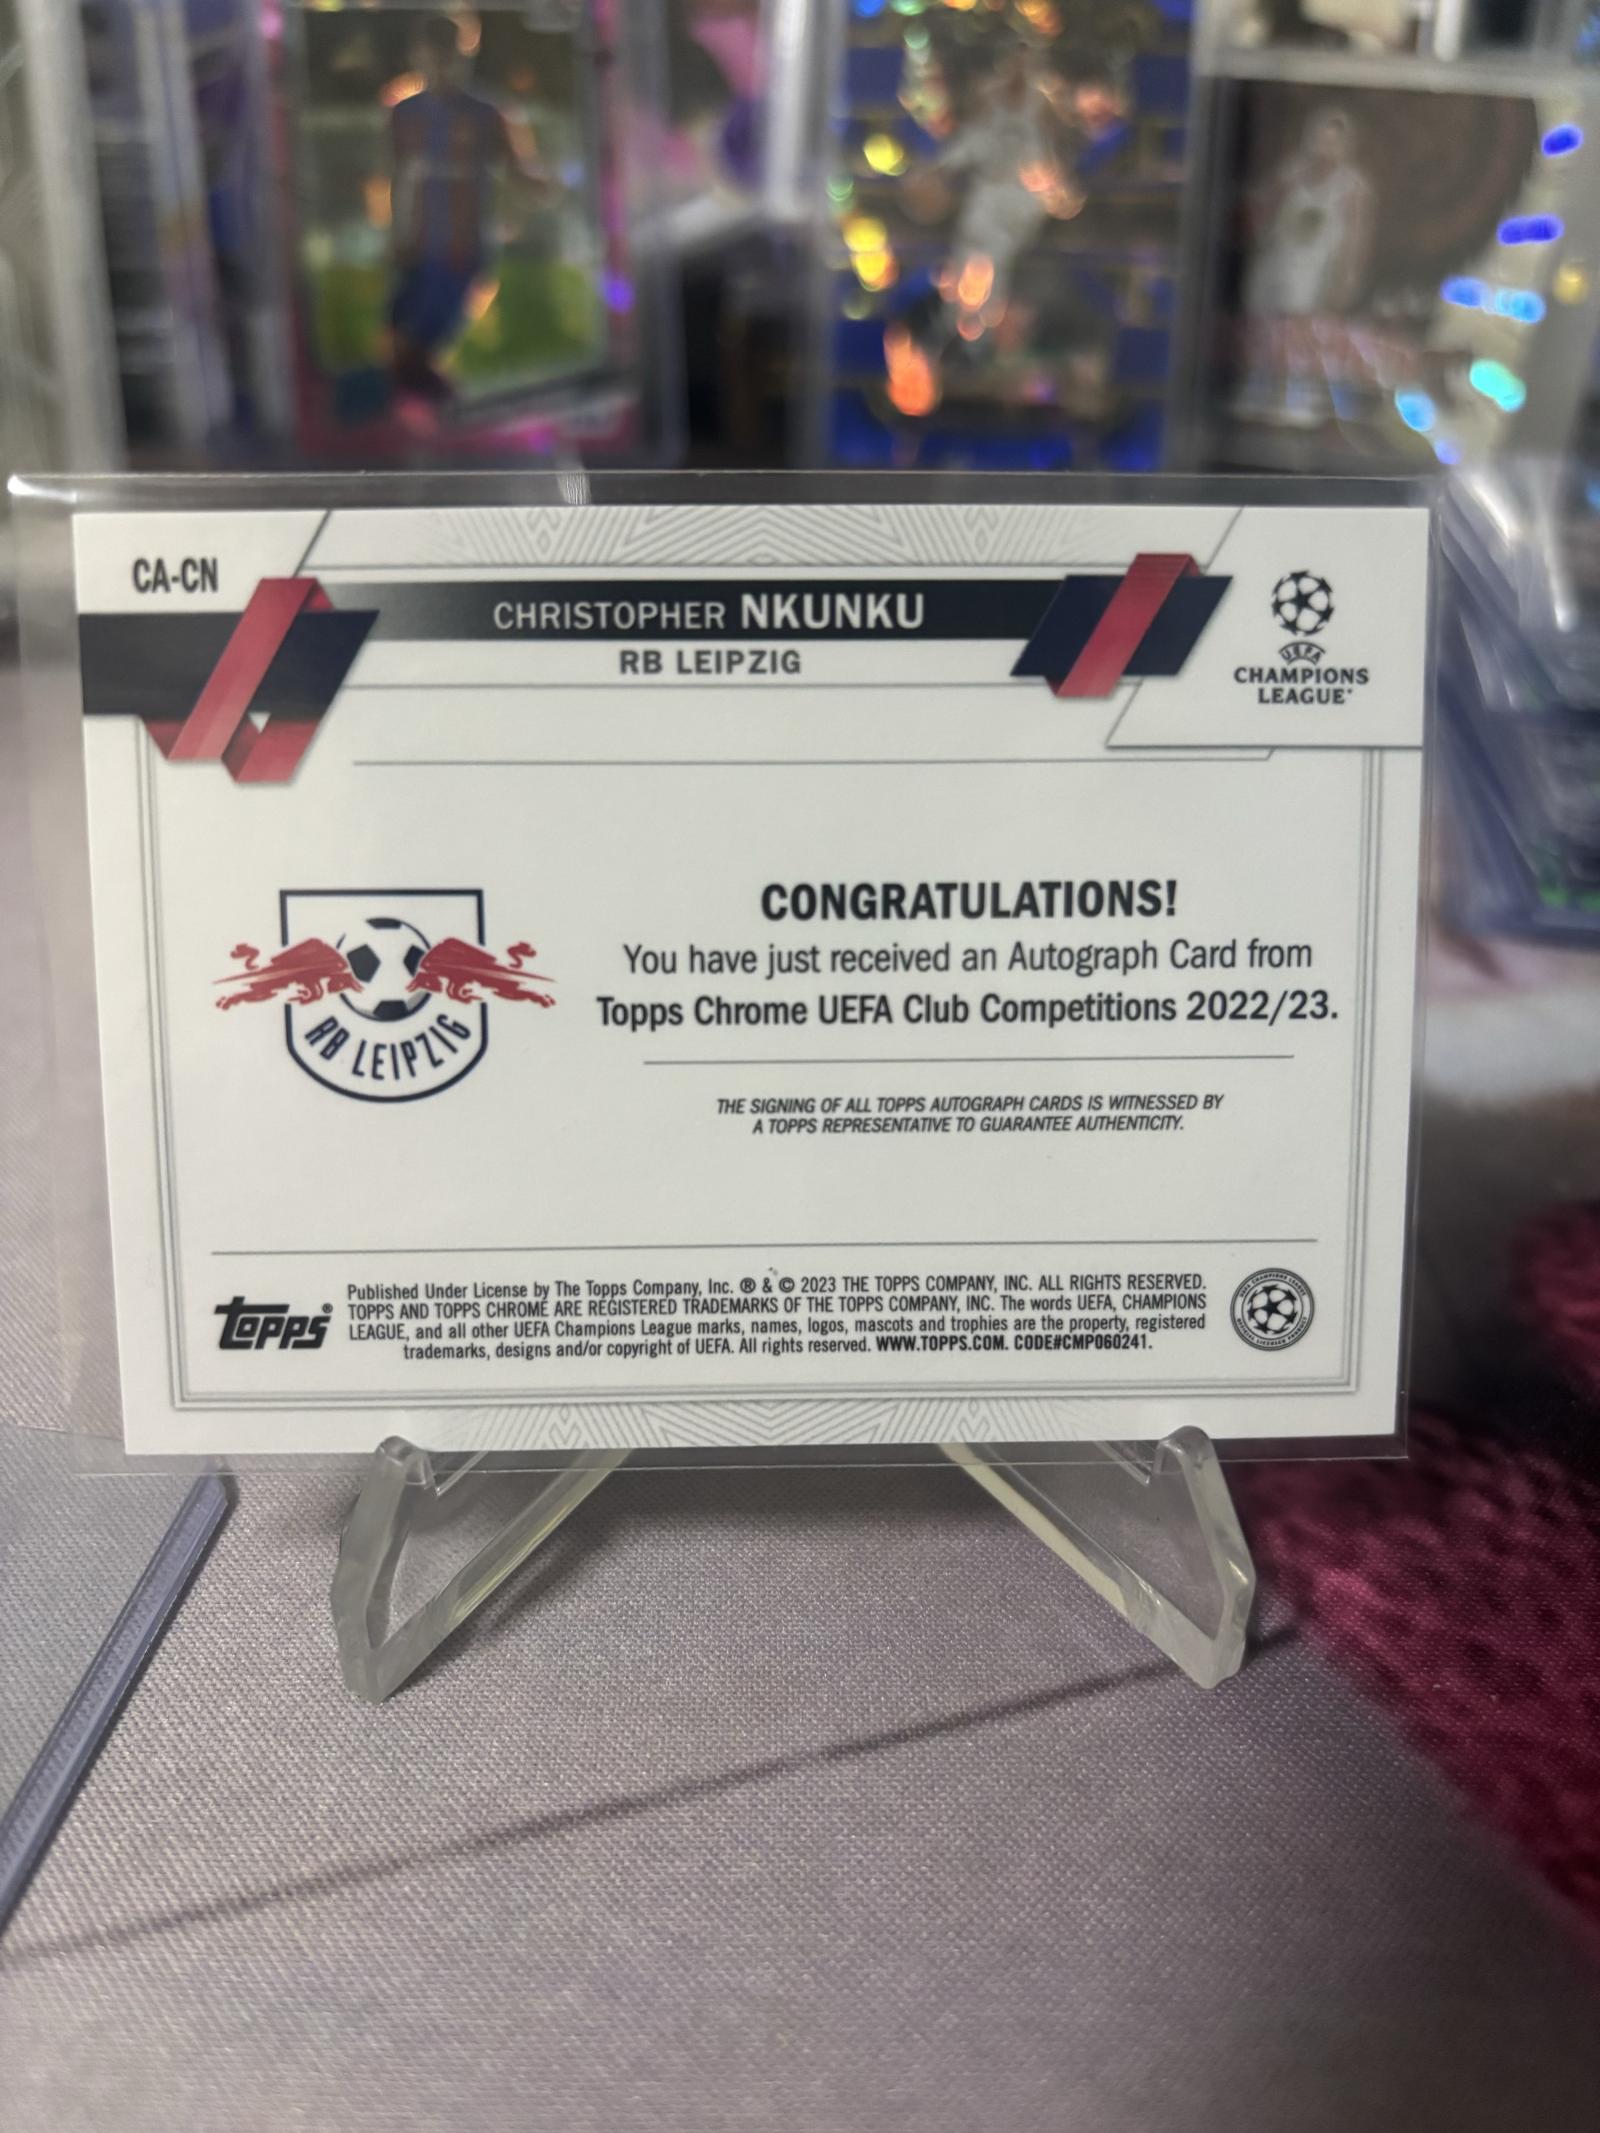 CA-CN
CHRISTOPHER NKUNKU
RB LEIPZIG
UEFA
CHAMPIONS
LEAGUE
RB LEIPZIG
CONGRATULATIONS!
You have just received an Autograph Card from
Topps Chrome UEFA Club Competitions 2022/23.
THE SIGNING OF ALL TOPPS AUTOGRAPH CARDS IS WITNESSED BY
A TOPPS REPRESENTATIVE TO GUARANTEE AUTHENTICITY.
Topps®
Published Under License by The Topps Company, Inc. ® & © 2023 THE TOPPS COMPANY, INC. ALL RIGHTS RESERVED.
TOPPS AND TOPPS CHROME ARE REGISTERED TRADEMARKS OF THE TOPPS COMPANY, INC. The words UEFA, CHAMPIONS
LEAGUE, and all other UEFA Champions League marks, names, logos, mascots and trophies are the property, registered
trademarks, designs and/or copyright of UEFA. All rights reserved. WWW.TOPPS.COM. CODE#CMP060241.